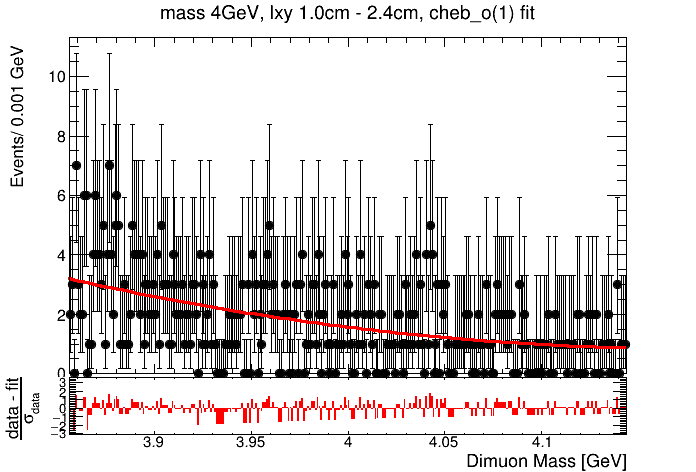 mass 4GeV, lxy 1.0cm - 2.4cm, cheb_o(1) fit
Events/ 0.001 GeV
10
8
6
4
2
0
data - fit
σdata
3
2
1
0
−1
−2
−3
3.9 3.95 4 4.05 4.1
Dimuon Mass [GeV]